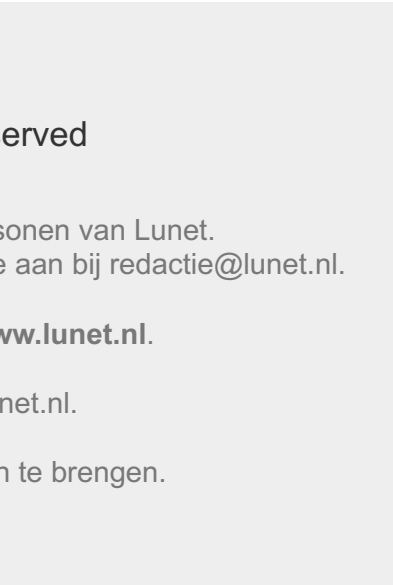 erved
sonen van Lunet.
e aan bij redactie@lunet.nl.
ww.lunet.nl.
net.nl.
n te brengen.